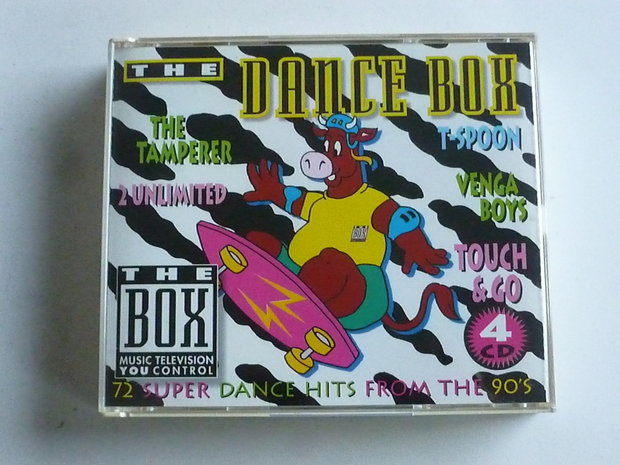 THE DANCE BOX
THE
TAMPERER
T-SPOON
2 UNLIMITED
VENGA
BOYS
BOX
TOUCH
& GO
THE
BOX
MUSIC TELEVISION
YOU CONTROL
4
CD
72 SUPER DANCE HITS FROM THE 90'S